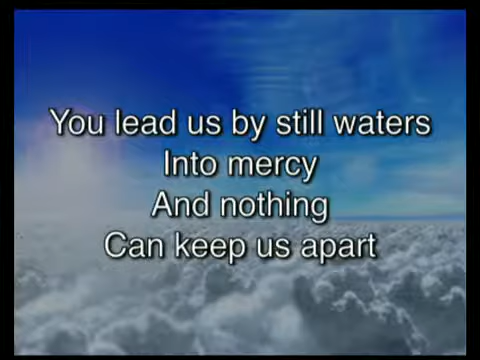 You lead us by still waters
Into mercy
And nothing
Can keep us apart